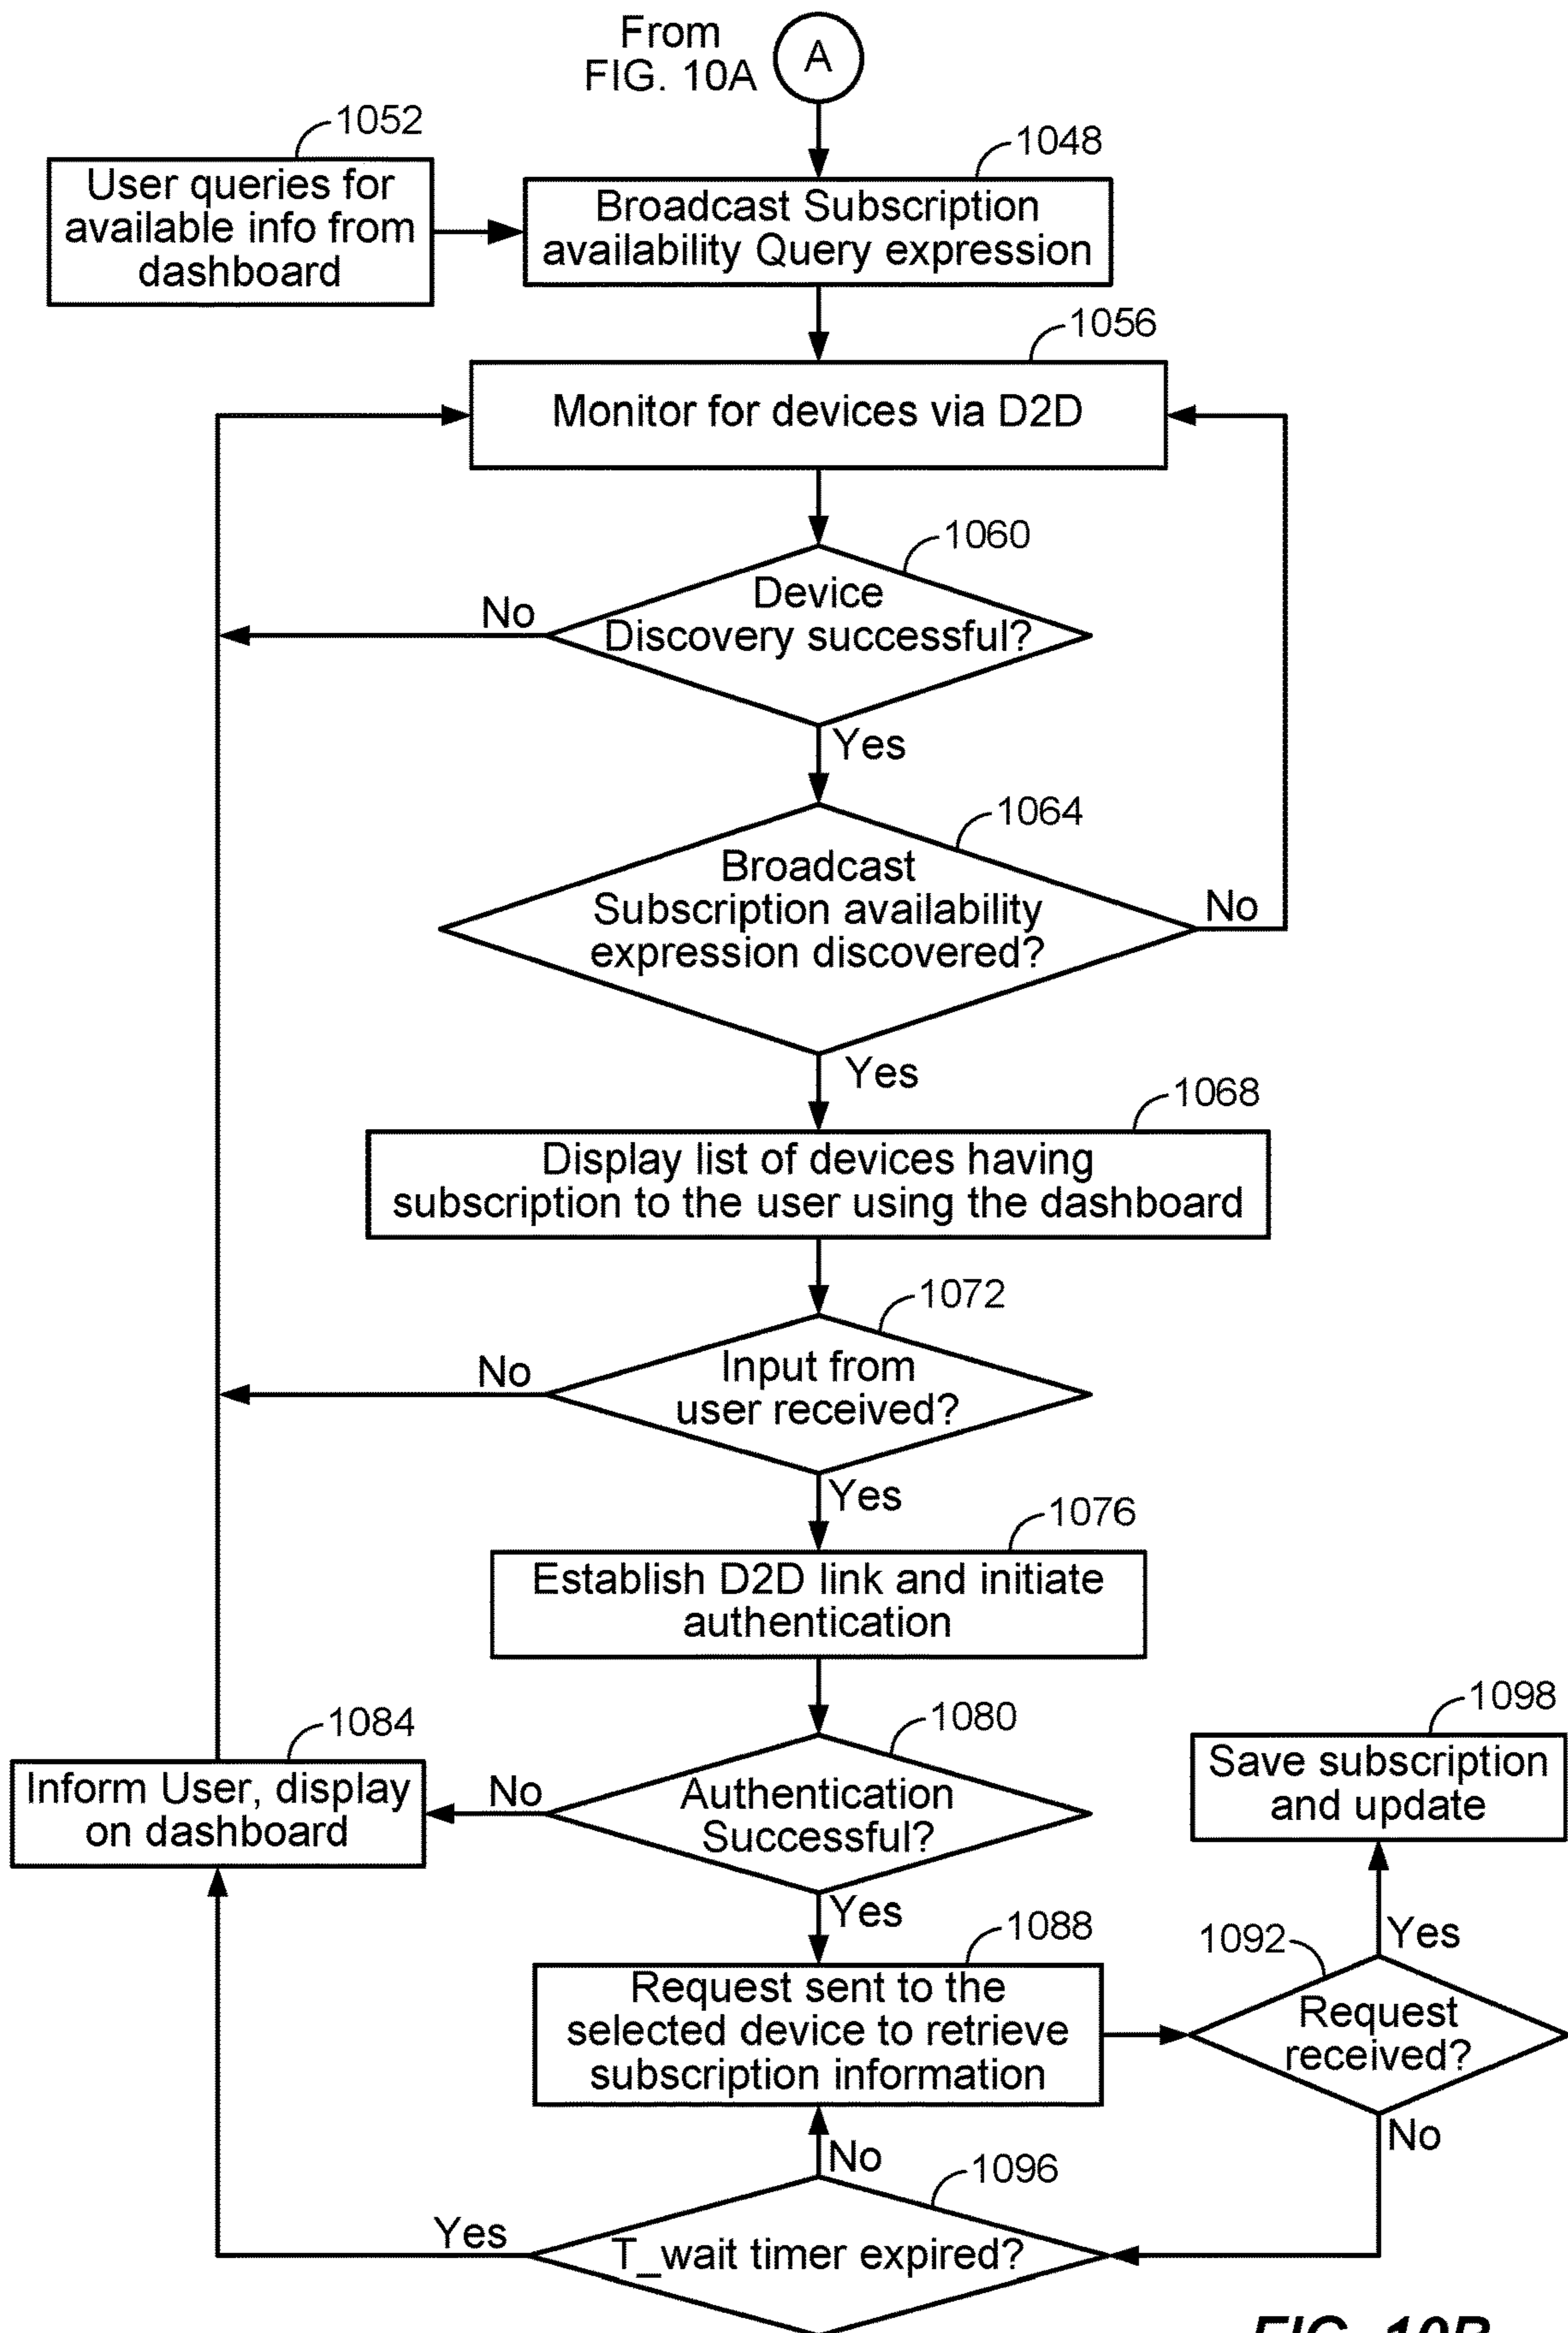 From
FIG. 10A
A
1052
User queries for
available info from
dashboard
1048
Broadcast Subscription
availability Query expression
1056
Monitor for devices via D2D
1060
Device
Discovery successful?
No
Yes
1064
Broadcast
Subscription availability
expression discovered?
No
Yes
1068
Display list of devices having
subscription to the user using the dashboard
1072
Input from
user received?
No
Yes
1076
Establish D2D link and initiate
authentication
1080
Authentication
Successful?
No
1084
Inform User, display
on dashboard
Yes
1088
Request sent to the
selected device to retrieve
subscription information
1098
Save subscription
and update
Yes
1092
Request
received?
No
No
1096
T_wait timer expired?
Yes
FIG. 10B